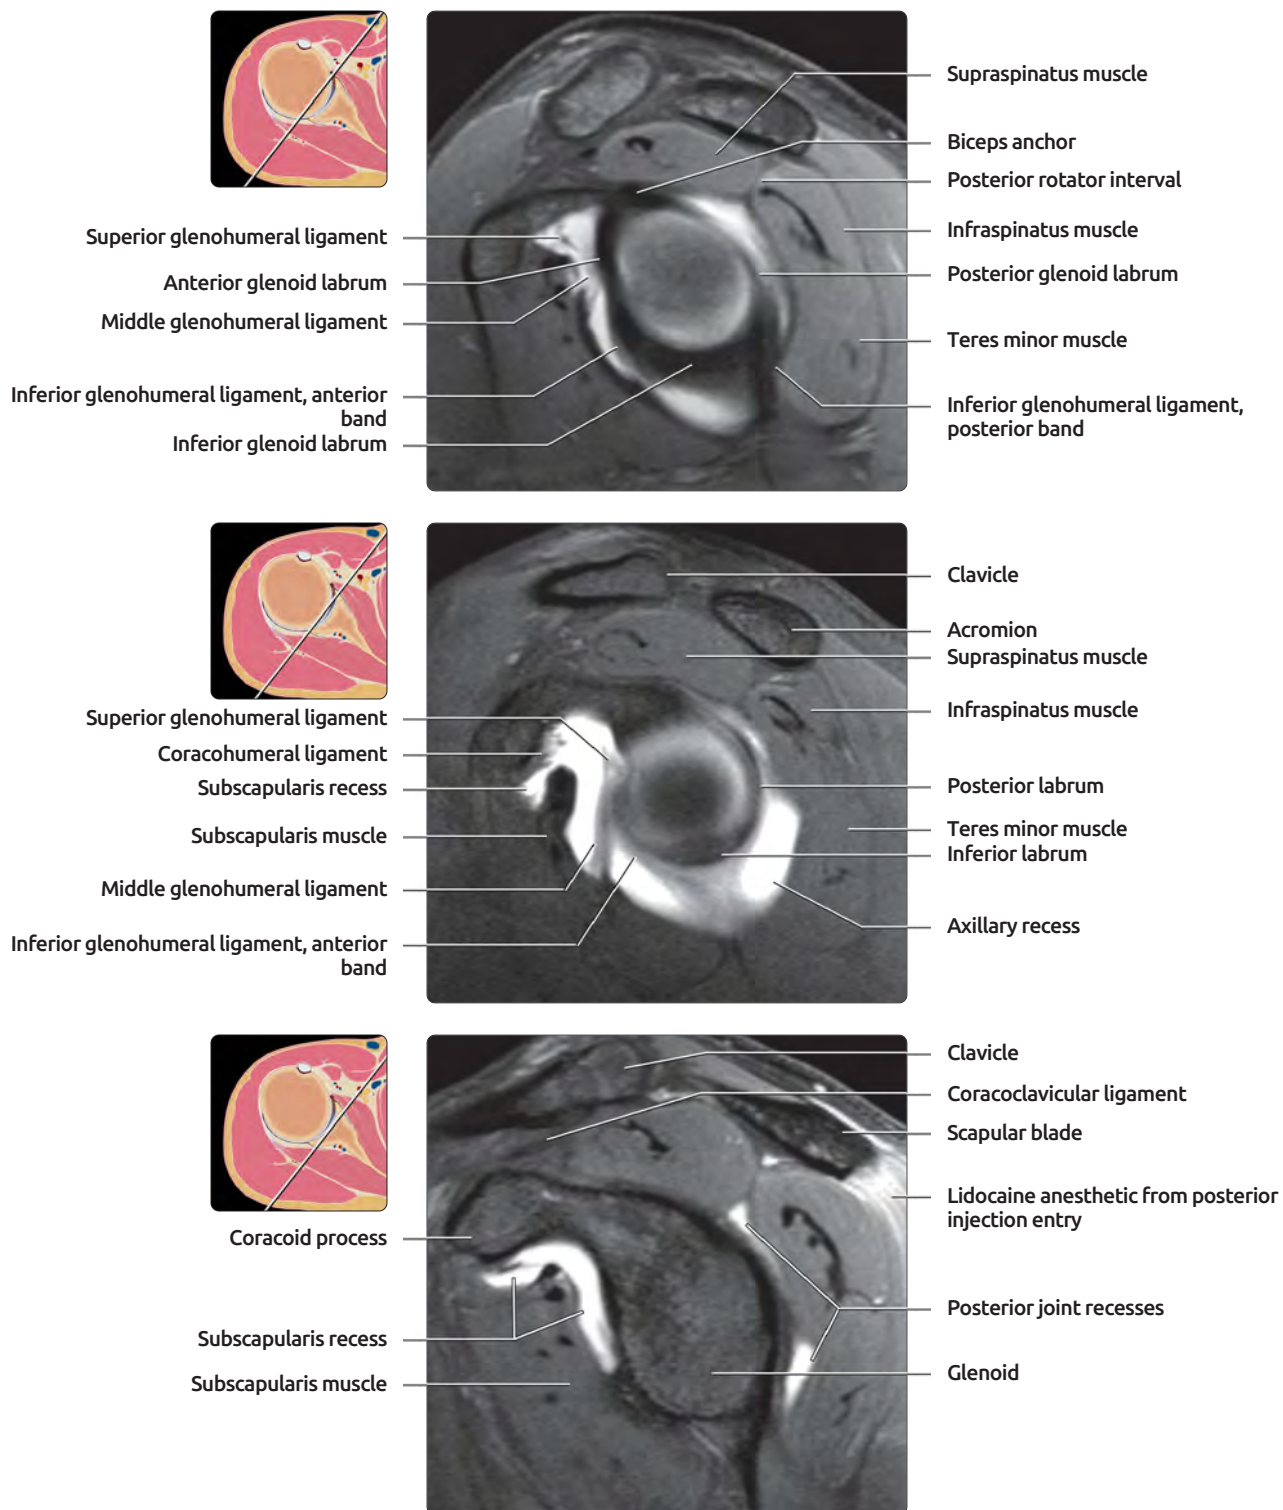 Supraspinatus muscle
Biceps anchor
Posterior rotator interval
Superior glenohumeral ligament
Infraspinatus muscle
Anterior glenoid labrum
Posterior glenoid labrum
Middle glenohumeral ligament
Teres minor muscle
Inferior glenohumeral ligament, anterior
band
Inferior glenohumeral ligament,
posterior band
Inferior glenoid labrum
Clavicle
Acromion
Supraspinatus muscle
Superior glenohumeral ligament
Infraspinatus muscle
Coracohumeral ligament
Subscapularis recess
Posterior labrum
Subscapularis muscle
Teres minor muscle
Inferior labrum
Middle glenohumeral ligament
Axillary recess
Inferior glenohumeral ligament, anterior
band
Clavicle
Coracoclavicular ligament
Scapular blade
Lidocaine anesthetic from posterior
injection entry
Coracoid process
Posterior joint recesses
Subscapularis recess
Glenoid
Subscapularis muscle